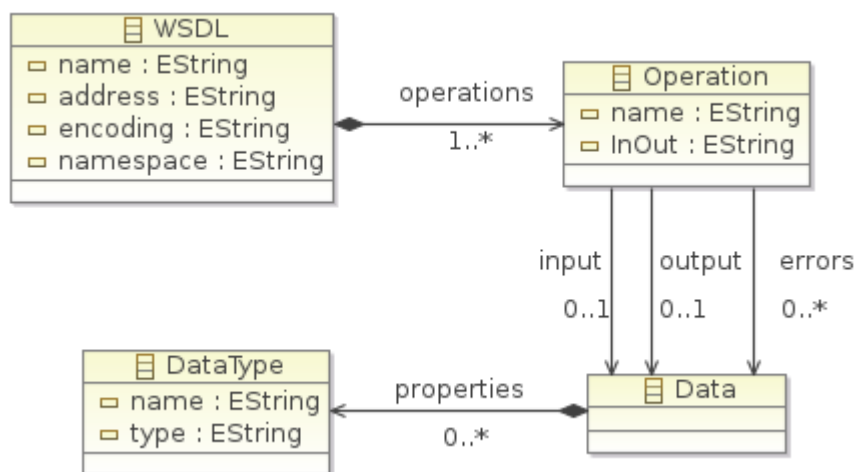 WSDL
name : EString
address : EString
encoding : EString
namespace : EString
operations
1..*
Operation
name : EString
InOut : EString
input
output
errors
0..1
0..1
0..*
DataType
name : EString
type : EString
properties
0..*
Data